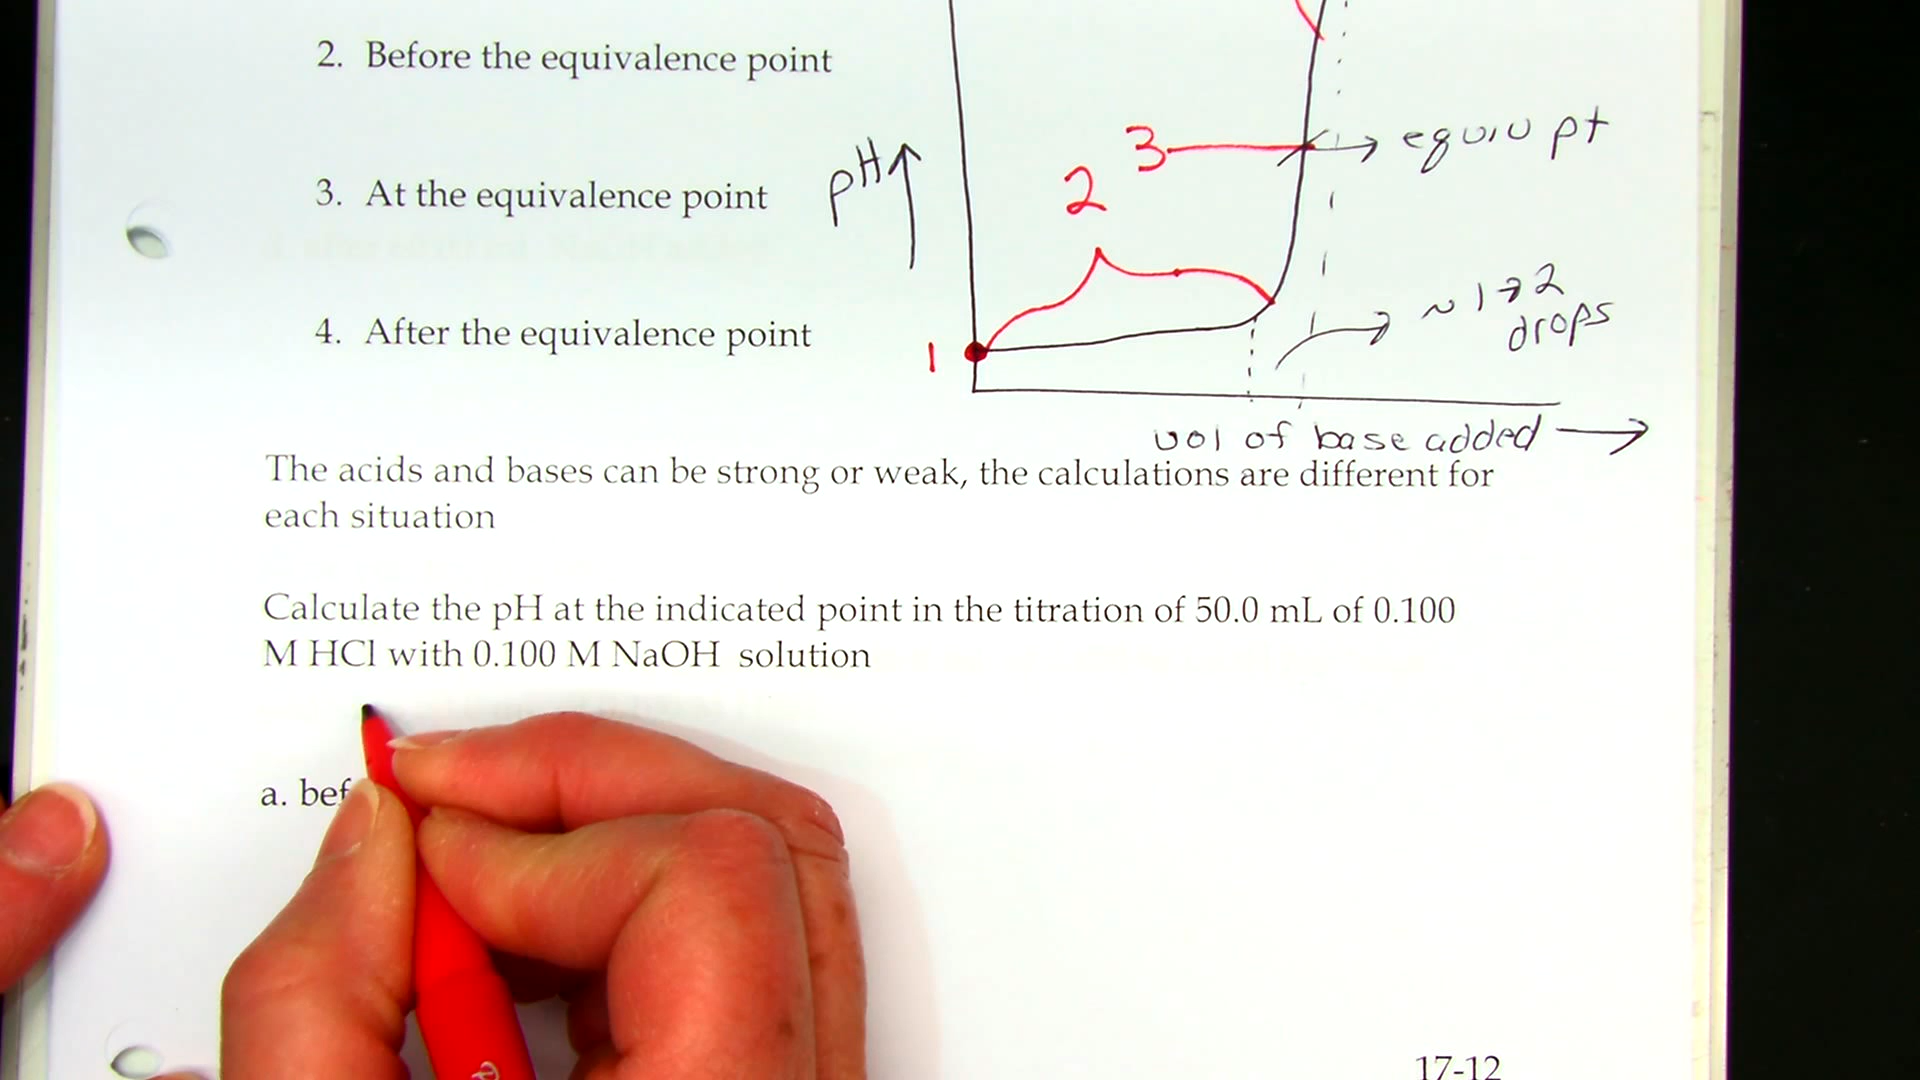 2. Before the equivalence point
3 → equiv pt
2
3. At the equivalence point
pH
~ 1→2
drops
4. After the equivalence point
1
vol of base added
The acids and bases can be strong or weak, the calculations are different for
each situation
Calculate the pH at the indicated point in the titration of 50.0 mL of 0.100
M HCl with 0.100 M NaOH solution
a. bef
17-12